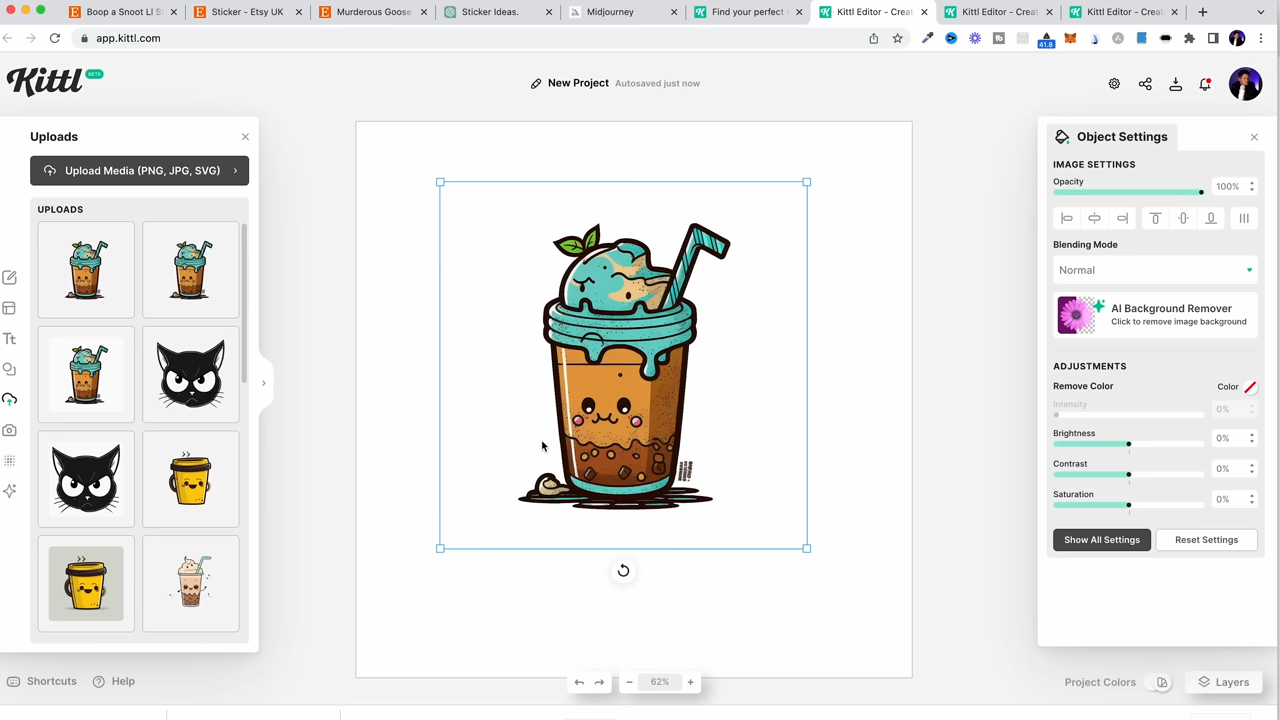 Boop a Snoot LI S
Sticker - Etsy UK
Murderous Goose
Sticker Ideas.
Midjourney
Find your perfect
Kittl Editor - Creat
Kittl Editor - Creat
Kittl Editor - Creat
app.kittl.com
41.8
Kittl BETA
New Project Autosaved just now
Uploads
Upload Media (PNG, JPG, SVG)
UPLOADS
Object Settings
IMAGE SETTINGS
Opacity
100%
Blending Mode
Normal
AI Background Remover
Click to remove image background
ADJUSTMENTS
Remove Color Color
Intensity
0%
Brightness
0%
Contrast
0%
Saturation
0%
Show All Settings Reset Settings
Shortcuts Help
62%
Project Colors Layers